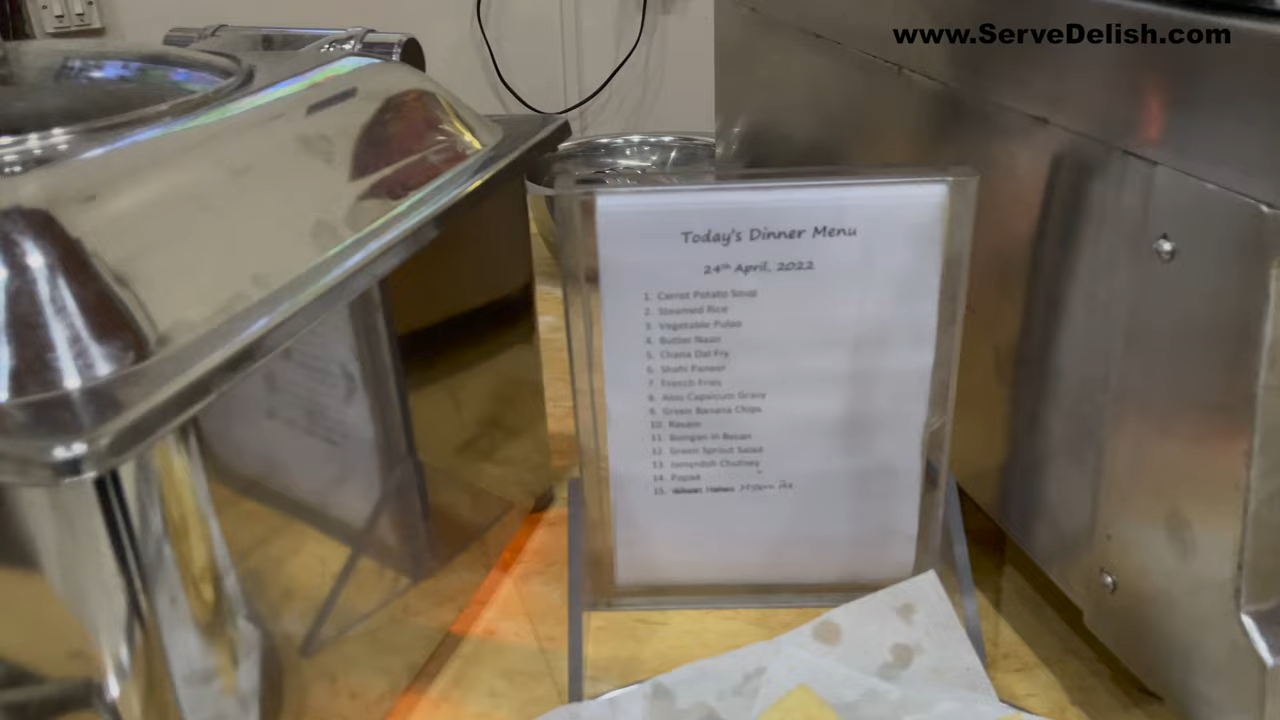 www.ServeDelish.com
Today's Dinner Menu
24th April, 2022
1. Carrot Potato
2. Steamed Rice
3. Vegetable Pulao
4. Butter Naan
5. Chana Dal Fry
6. Shahi Paneer
7. French Fries
8. Aloo Capsicum Gravy
9. Green Banana Chips
10. Rasam
11. Baingan in Besan
12. Green Sprout Salad
13. Chutney
14. Papad
15.